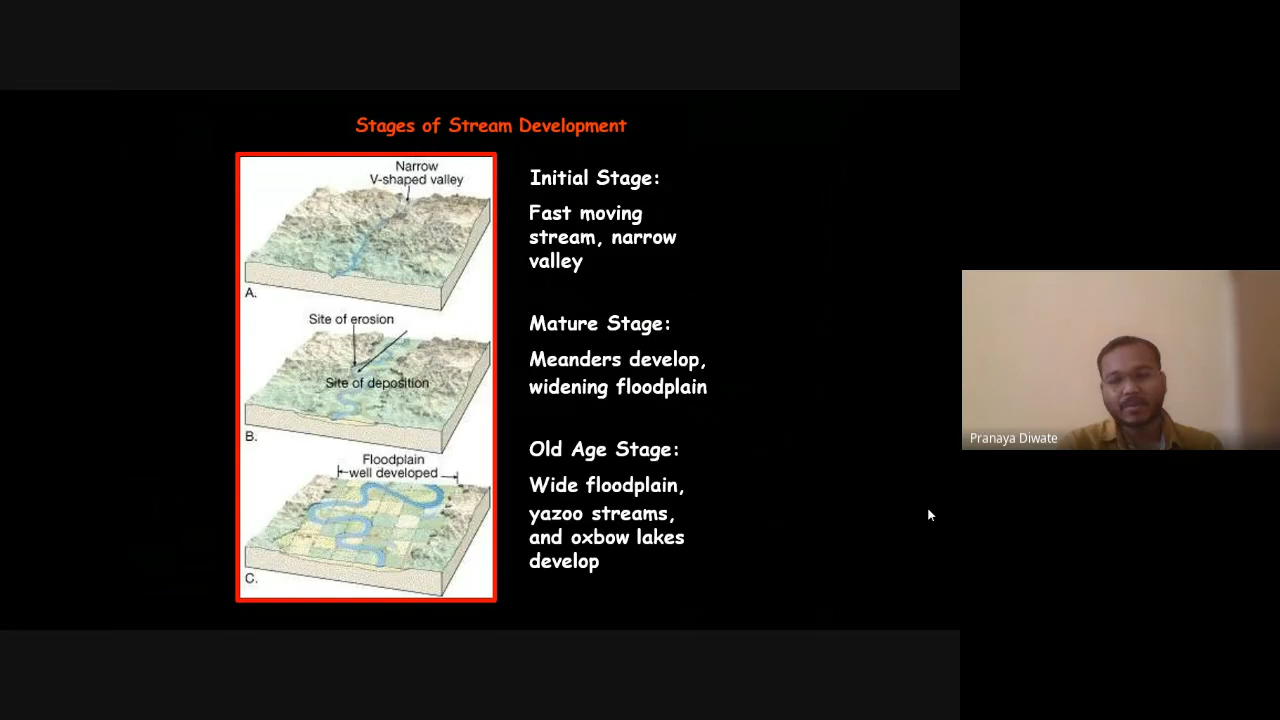 Stages of Stream Development
Narrow
V-shaped valley
A.
Site of erosion
Site of deposition
B.
Floodplain
well developed
C.
Initial Stage:
Fast moving
stream, narrow
valley
Mature Stage:
Meanders develop,
widening floodplain
Old Age Stage:
Wide floodplain,
yazoo streams,
and oxbow lakes
develop
Pranaya Diwate